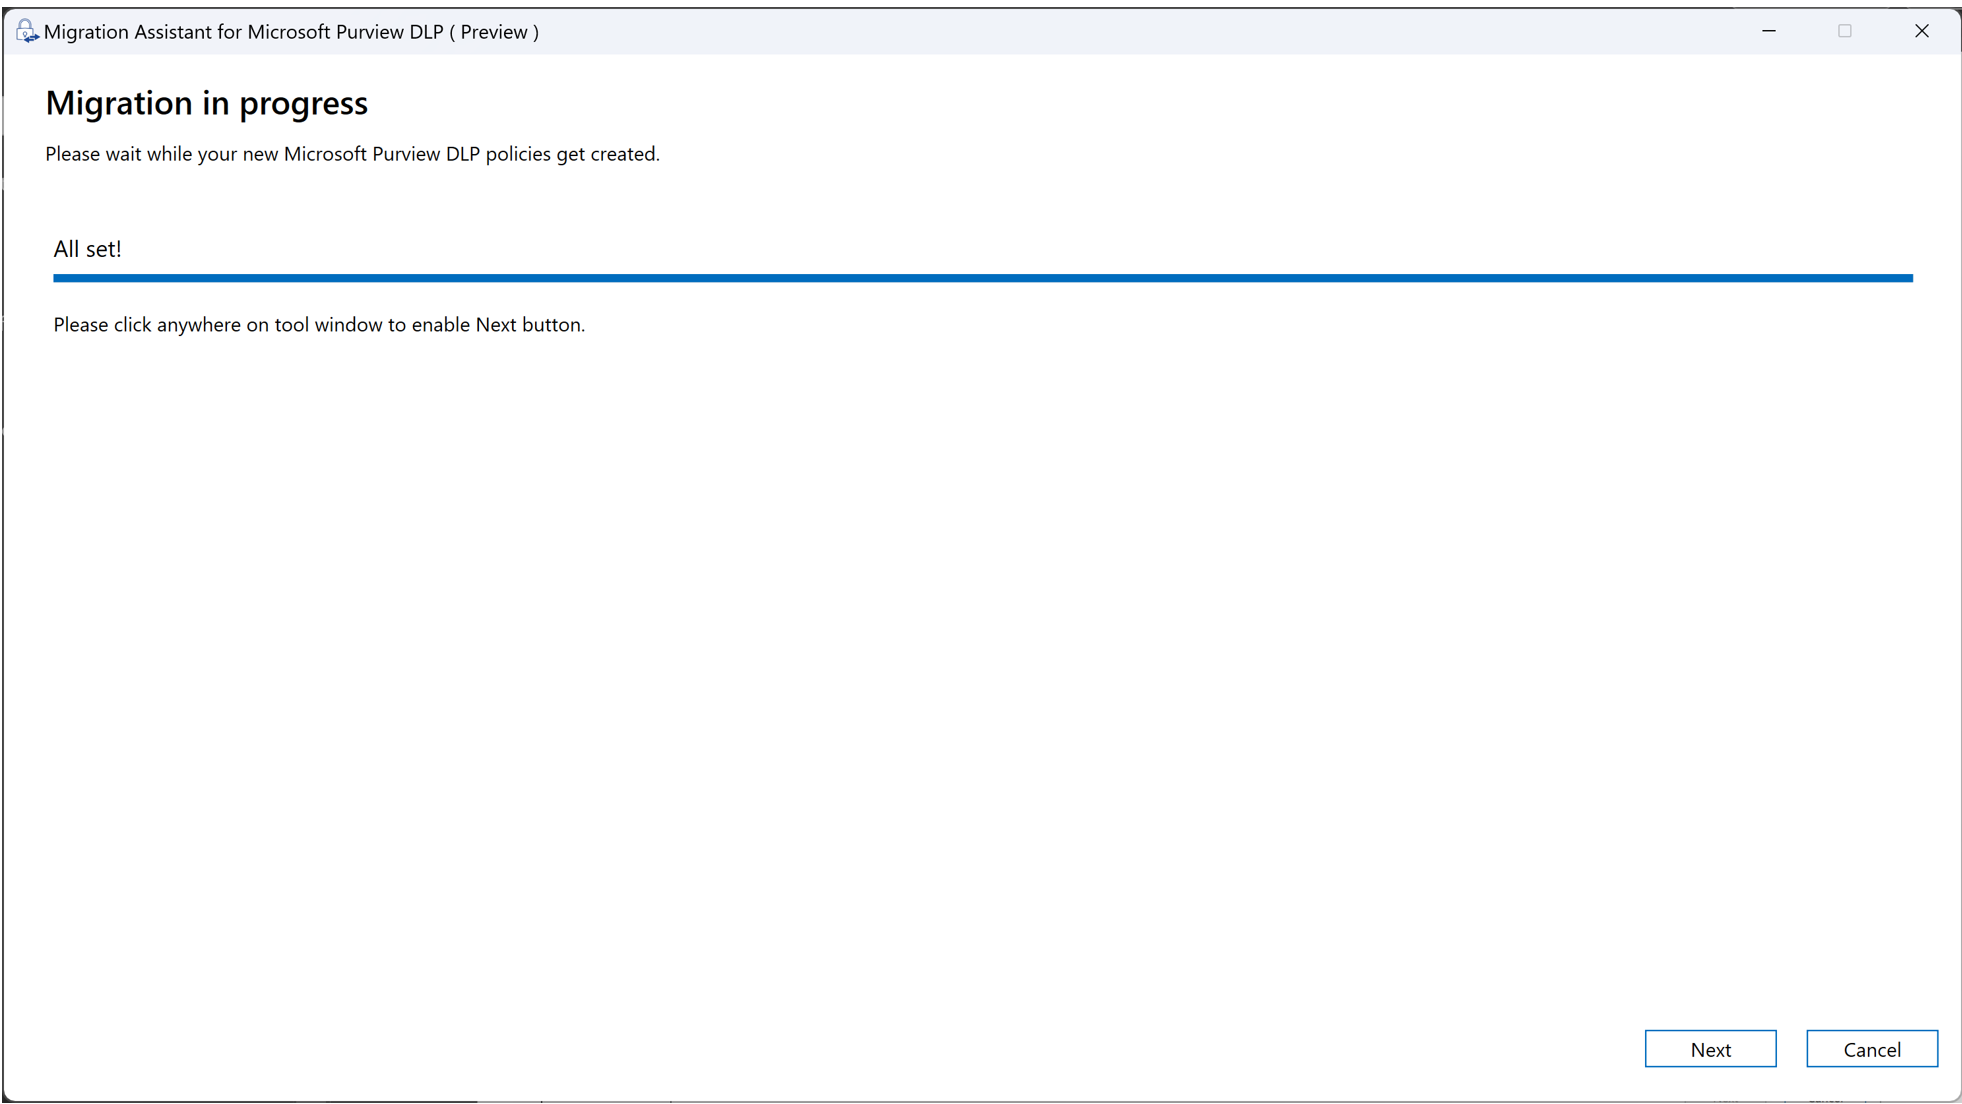 Migration Assistant for Microsoft Purview DLP ( Preview )
Migration in progress
Please wait while your new Microsoft Purview DLP policies get created.
All set!
Please click anywhere on tool window to enable Next button.
Next
Cancel